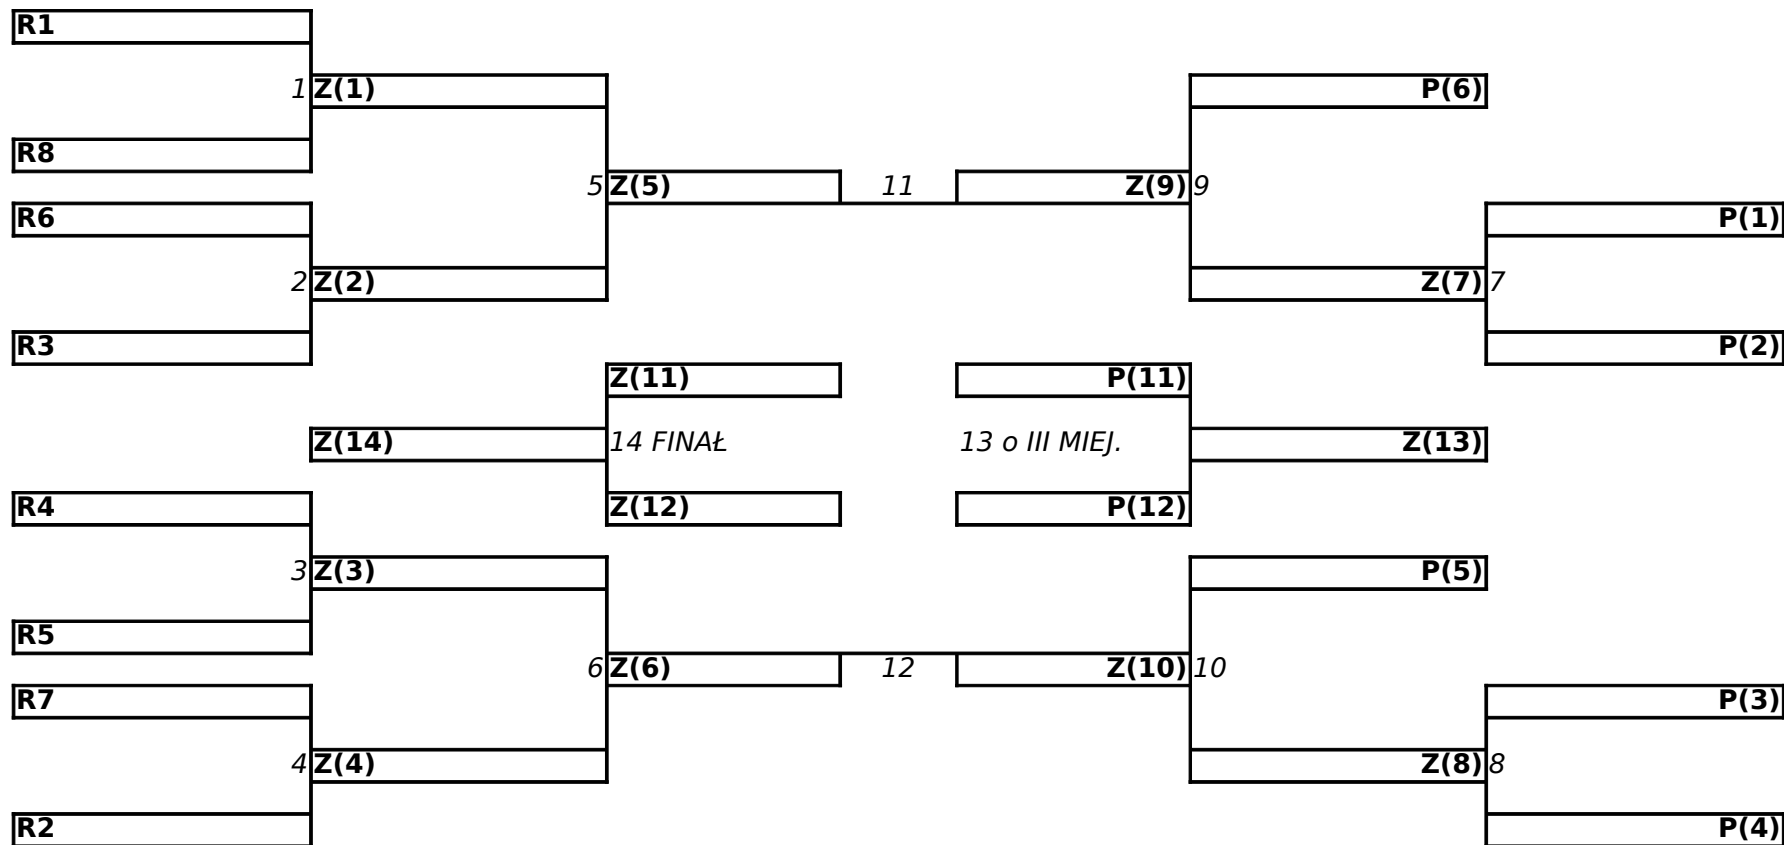 R1
1 Z(1) P(6)
R8
5 Z(5) 11 Z(9) 9
R6 P(1)
2 Z(2) Z(7) 7
R3 P(2)
Z(11) P(11)
Z(14) 14 FINAŁ 13 o III MIEJ. Z(13)
R4 Z(12) P(12)
3 Z(3) P(5)
R5
6 Z(6) 12 Z(10) 10
R7 P(3)
4 Z(4) Z(8) 8
R2 P(4)